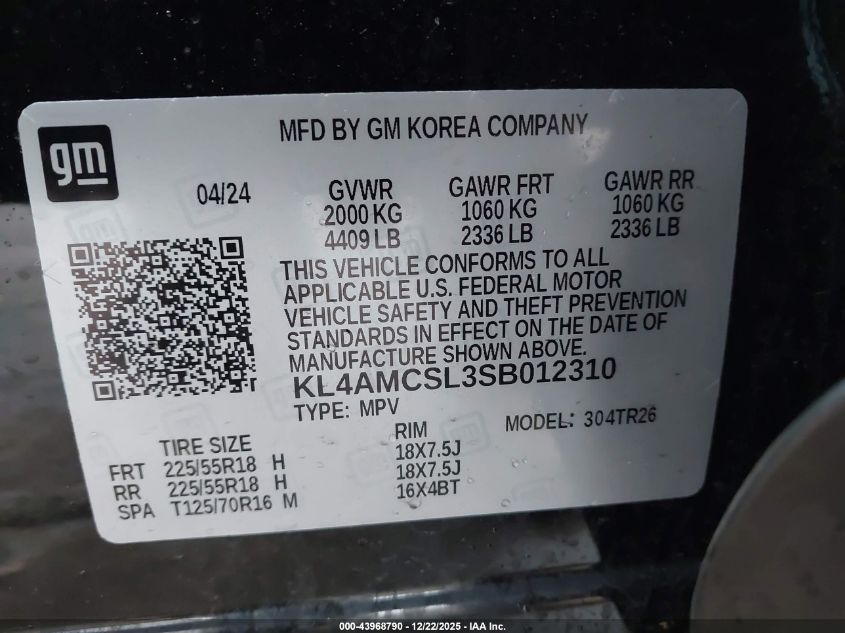 MFD BY GM KOREA COMPANY
gm
04/24
GVWR GAWR FRT GAWR RR
2000 KG 1060 KG 1060 KG
4409 LB 2336 LB 2336 LB
THIS VEHICLE CONFORMS TO ALL
APPLICABLE U.S. FEDERAL MOTOR
VEHICLE SAFETY AND THEFT PREVENTION
STANDARDS IN EFFECT ON THE DATE OF
MANUFACTURE SHOWN ABOVE.
KL4AMCSL3SB012310
TYPE: MPV MODEL: 304TR26
TIRE SIZE RIM
FRT 225/55R18 H 18X7.5J
RR 225/55R18 H 18X7.5J
SPA T125/70R16 M 16X4BT
000-43968790 - 12/22/2025 - IAA Inc.